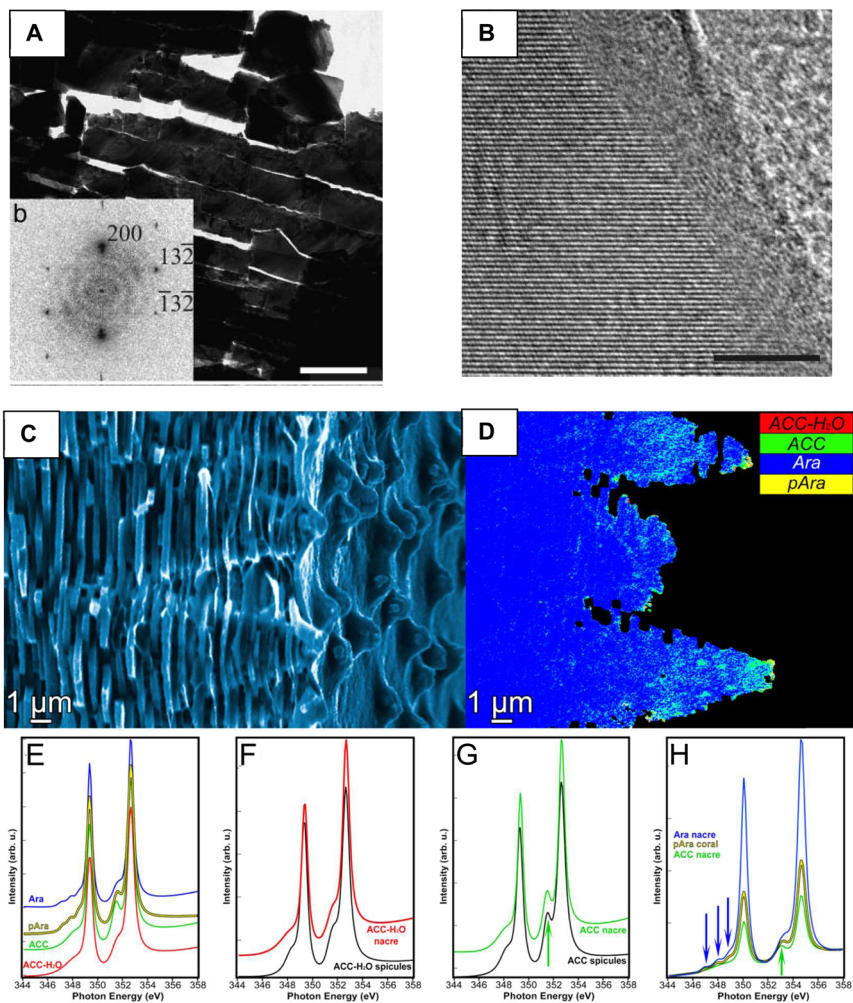 A
b
200
132̅
1̅32̅
B
C
1 µm
D
ACC-H₂O
ACC
Ara
pAra
1 µm
E
Intensity (arb. u.)
Ara
pAra
ACC
ACC-H₂O
344 346 348 350 352 354 356 358
Photon Energy (eV)
F
Intensity (arb. u.)
ACC-H₂O
nacre
ACC-H₂O spicules
344 346 348 350 352 354 356 358
Photon Energy (eV)
G
Intensity (arb. u.)
ACC nacre
ACC spicules
344 346 348 350 352 354 356 358
Photon Energy (eV)
H
Intensity (arb. u.)
Ara nacre
pAra coral
ACC nacre
344 346 348 350 352 354 356 358
Photon Energy (eV)